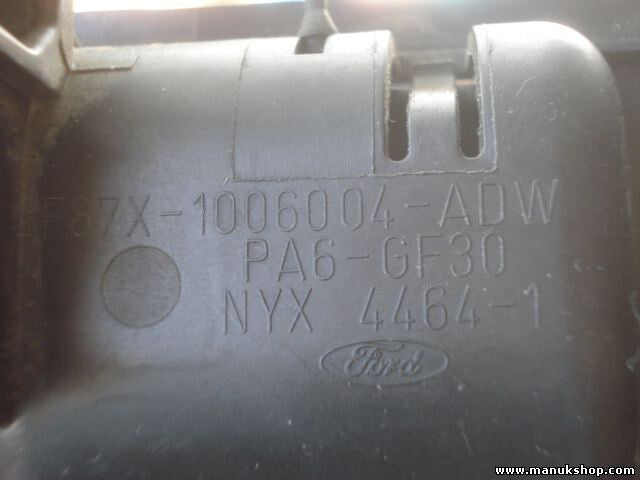 F87X-1006004-ADW
PA6-GF30
NYX 4464-1
Ford
www.manukshop.com